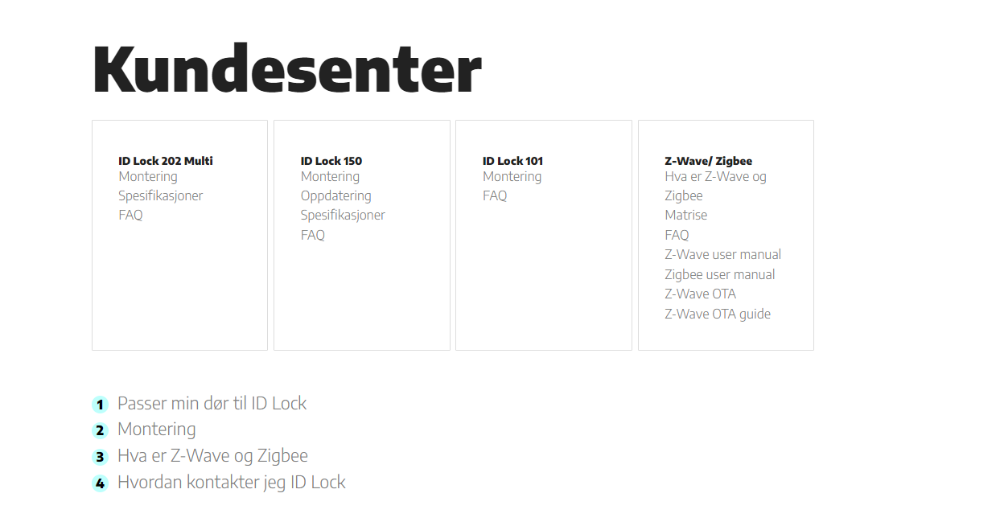 Kundesenter
ID Lock 202 Multi
Montering
Spesifikasjoner
FAQ
ID Lock 150
Montering
Oppdatering
Spesifikasjoner
FAQ
ID Lock 101
Montering
FAQ
Z-Wave/ Zigbee
Hva er Z-Wave og
Zigbee
Matrise
FAQ
Z-Wave user manual
Zigbee user manual
Z-Wave OTA
Z-Wave OTA guide
1 Passer min dør til ID Lock
2 Montering
3 Hva er Z-Wave og Zigbee
4 Hvordan kontakter jeg ID Lock